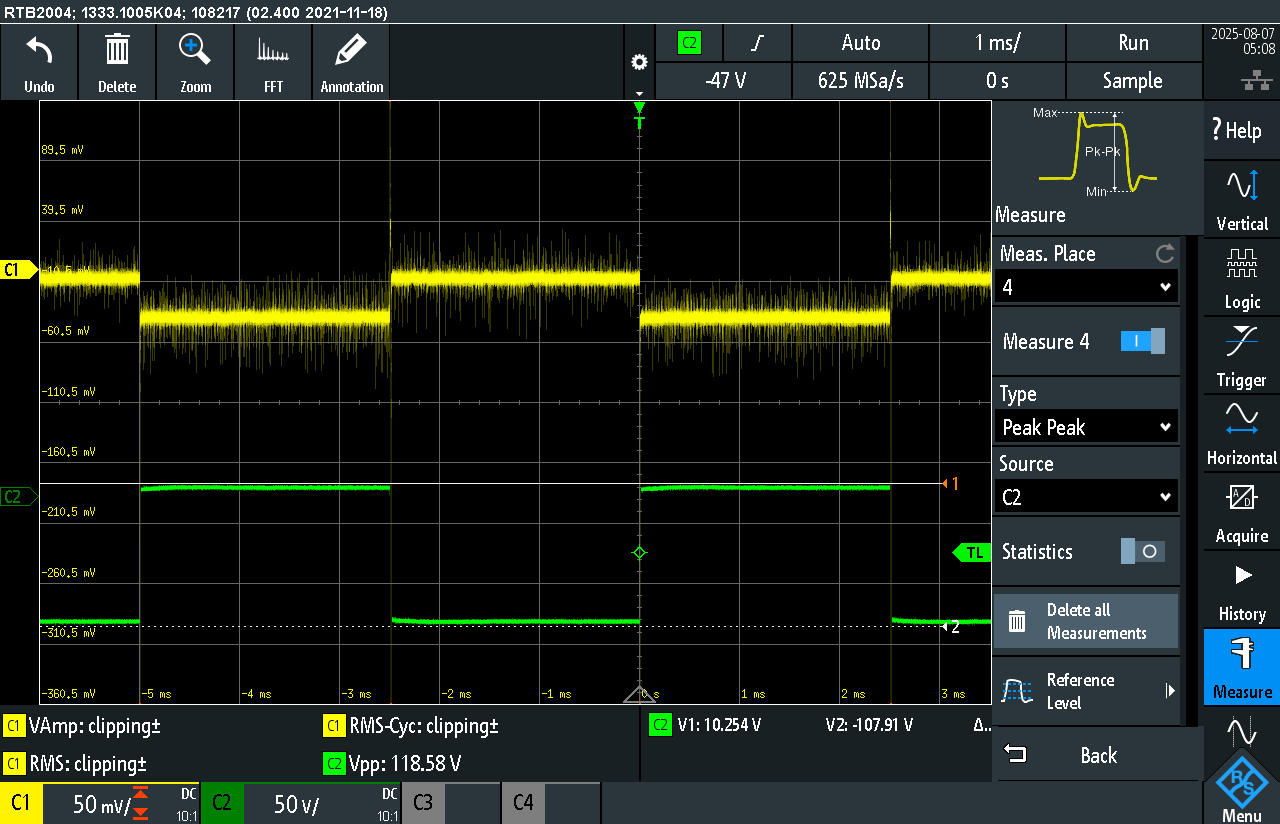 RTB2004; 1333.1005K04; 108217 (02.400 2021-11-18)
Undo
Delete
Zoom
FFT
Annotation
C2
Auto
1 ms/
Run
-47 V
625 MSa/s
0 s
Sample
2025-08-07
05:08
T
89.5 mV
39.5 mV
C1
-10.5 mV
-60.5 mV
-110.5 mV
-160.5 mV
C2
-210.5 mV
-260.5 mV
-310.5 mV
-360.5 mV
-5 ms
-4 ms
-3 ms
-2 ms
-1 ms
0 s
1 ms
2 ms
3 ms
1
TL
2
Max
Pk-Pk
Min
Measure
Meas. Place
4
Measure 4
Type
Peak Peak
Source
C2
Statistics
Delete all
Measurements
Reference
Level
Back
? Help
Vertical
Logic
Trigger
Horizontal
A/D
Acquire
History
Measure
R/S
Menu
C1 VAmp: clipping±
C1 RMS-Cyc: clipping±
C2 V1: 10.254 V
V2: -107.91 V
Δ..
C1 RMS: clipping±
C2 Vpp: 118.58 V
C1
50 mV/
DC
10:1
C2
50 V/
DC
10:1
C3
C4